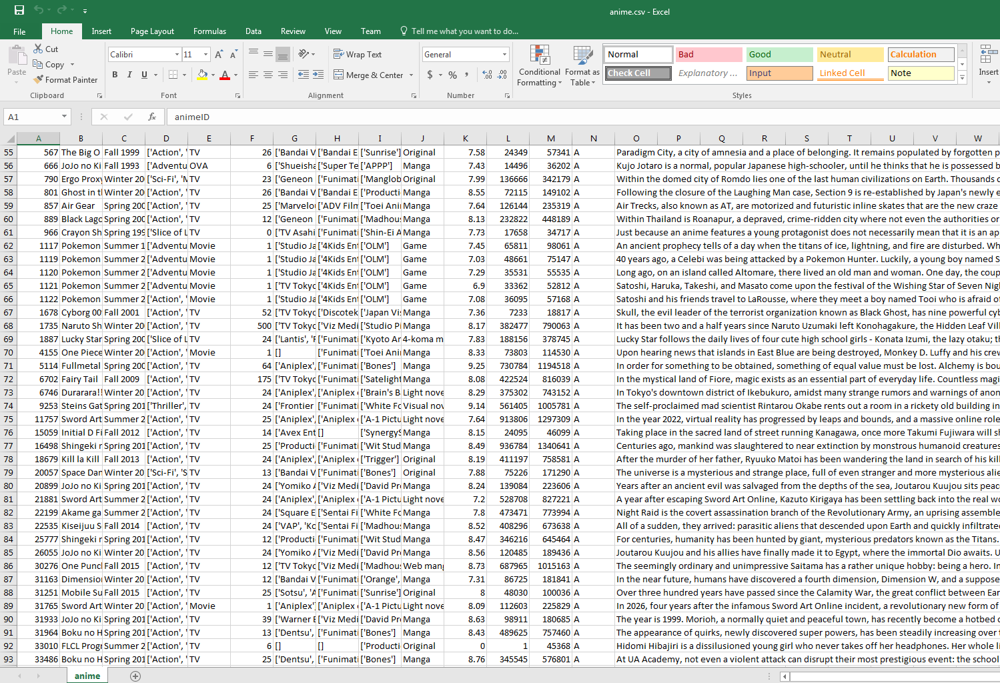 anime.csv - Excel
File Home Insert Page Layout Formulas Data Review View Team Tell me what you want to do...
Paste Cut Copy Format Painter
Calibri 11 A A
B I U A
Wrap Text Merge & Center
General
$ % , .00 .0
Conditional Formatting Format as Table
Normal Bad Good Neutral Calculation
Check Cell Explanatory ... Input Linked Cell Note
Insert
Clipboard Font Alignment Number Styles
A1 fx animeID
A B C D E F G H I J K L M N O P Q R S T U V W
55 567 The Big O Fall 1999 ['Action', ' TV 26 ['Bandai V ['Bandai E ['Sunrise'] Original 7.58 24349 57341 A Paradigm City, a city of amnesia and a place of belonging. It remains populated by forgotten p
56 666 JoJo no Ki Fall 1993 ['Adventu OVA 6 ['Shueisha ['Super Te ['APPP'] Manga 7.43 14496 36202 A Kujo Jotaro is a normal, popular Japanese high-schooler, until he thinks that he is possessed b
57 790 Ergo Proxy Winter 20 ['Sci-Fi', 'M TV 23 ['Geneon ['Funimati ['Manglob Original 7.99 136666 342179 A Within the domed city of Romdo lies one of the last human civilizations on Earth. Thousands o
58 801 Ghost in t Winter 20 ['Action', ' TV 26 ['Bandai V ['Bandai E ['Producti Manga 8.55 72115 149102 A Following the closure of the Laughing Man case, Section 9 is re-established by Japan's newly e
59 857 Air Gear Spring 200 ['Action', ' TV 25 ['Marvelo ['ADV Film ['Toei Ani Manga 7.64 126144 235319 A Air Trecks, also known as AT, are motorized and futuristic inline skates that are the new craze
60 889 Black Lago Spring 200 ['Action', ' TV 12 ['Geneon ['Funimati ['Madhou Manga 8.13 232822 448189 A Within Thailand is Roanapur, a depraved, crime-ridden city where not even the authorities or
61 966 Crayon Sh Spring 199 ['Slice of L TV 0 ['TV Asahi ['Funimati ['Shin-Ei A Manga 7.73 17658 34717 A Just because an anime features a young protagonist does not necessarily mean that it is an ap
62 1117 Pokemon Summer 1 ['Adventu Movie 1 ['Studio Ja ['4Kids Ent ['OLM'] Game 7.45 65811 98061 A An ancient prophecy tells of a day when the titans of ice, lightning, and fire are disturbed. Wh
63 1119 Pokemon Summer 2 ['Adventu Movie 1 ['Studio Ja ['4Kids Ent ['OLM'] Game 7.03 48661 75147 A 40 years ago, a Celebi was being attacked by a Pokemon Hunter. Luckily, a young boy named S
64 1120 Pokemon Summer 2 ['Adventu Movie 1 ['Studio Ja ['4Kids Ent ['OLM'] Game 7.29 35531 55535 A Long ago, on an island called Altomare, there lived an old man and woman. One day, the coup
65 1121 Pokemon Summer 2 ['Action', ' Movie 1 ['TV Tokyo ['4Kids Ent ['OLM'] Game 6.9 33362 52812 A Satoshi, Haruka, Takeshi, and Masato come upon the festival of the Wishing Star of Seven Nigh
66 1122 Pokemon Summer 2 ['Action', ' Movie 1 ['Studio Ja ['4Kids Ent ['OLM'] Game 7.08 36095 57168 A Satoshi and his friends travel to LaRousse, where they meet a boy named Tooi who is afraid of
67 1678 Cyborg 00 Fall 2001 ['Action', ' TV 52 ['TV Tokyo ['Discotek ['Japan Vis Manga 7.36 7233 18817 A Skull, the evil leader of the terrorist organization known as Black Ghost, has nine powerful cyb
68 1735 Naruto Sh Winter 20 ['Action', ' TV 500 ['TV Tokyo ['Viz Medi ['Studio Pi Manga 8.17 382477 790063 A It has been two and a half years since Naruto Uzumaki left Konohagakure, the Hidden Leaf Vill
69 1887 Lucky Star Spring 200 ['Slice of L TV 24 ['Lantis', ' ['Funimati ['Kyoto An 4-koma m 7.83 188156 378745 A Lucky Star follows the daily lives of four cute high school girls - Konata Izumi, the lazy otaku; th
70 4155 One Piece Winter 20 ['Action', ' Movie 1 [] ['Funimati ['Toei Ani Manga 8.33 73803 114530 A Upon hearing news that islands in East Blue are being destroyed, Monkey D. Luffy and his crew
71 5114 Fullmetal Spring 200 ['Action', ' TV 64 ['Aniplex', ['Funimati ['Bones'] Manga 9.25 730784 1194518 A In order for something to be obtained, something of equal value must be lost. Alchemy is bou
72 6702 Fairy Tail Fall 2009 ['Action', ' TV 175 ['TV Tokyo ['Funimati ['Satelight Manga 8.08 422524 816039 A In the mystical land of Fiore, magic exists as an essential part of everyday life. Countless magi
73 6746 Durarara!! Winter 20 ['Action', ' TV 24 ['Aniplex', ['Aniplex ['Brain's B Light nove 8.29 375302 743152 A In Tokyo's downtown district of Ikebukuro, amidst many strange rumors and warnings of anon
74 9253 Steins Gat Spring 201 ['Thriller', TV 24 ['Frontier ['Funimati ['White Fo Visual nov 9.14 561405 1005781 A The self-proclaimed mad scientist Rintarou Okabe rents out a room in a rickety old building in
75 11757 Sword Art Summer 2 ['Action', ' TV 25 ['Aniplex', ['Aniplex ['A-1 Pictu Light nove 7.64 913806 1297309 A In the year 2022, virtual reality has progressed by leaps and bounds, and a massive online role
76 15059 Initial D Fi Fall 2012 ['Action', ' TV 14 ['Avex Ent [] ['SynergyS Manga 8.15 24095 46099 A Taking place in the sacred land of street running Kanagawa, once more Takumi Fujiwara will sh
77 16498 Shingeki n Spring 201 ['Action', ' TV 25 ['Producti ['Funimati ['Wit Stud Manga 8.49 936784 1340641 A Centuries ago, mankind was slaughtered to near extinction by monstrous humanoid creatures
78 18679 Kill la Kill Fall 2013 ['Action', ' TV 24 ['Aniplex', ['Aniplex ['Trigger'] Original 8.19 411197 758581 A After the murder of her father, Ryuuko Matoi has been wandering the land in search of his kill
79 20057 Space Dan Winter 20 ['Sci-Fi', 'S TV 13 ['Bandai V ['Funimati ['Bones'] Original 7.88 75226 171290 A The universe is a mysterious and strange place, full of even stranger and more mysterious alie
80 20899 JoJo no Ki Spring 201 ['Action', ' TV 24 ['Yomiko A ['Viz Medi ['David Pr Manga 8.24 139084 223606 A Years after an ancient evil was salvaged from the depths of the sea, Joutarou Kuujou sits peac
81 21881 Sword Art Summer 2 ['Action', ' TV 24 ['Aniplex', ['Aniplex ['A-1 Pictu Light nove 7.2 528708 827221 A A year after escaping Sword Art Online, Kazuto Kirigaya has been settling back into the real wo
82 22199 Akame ga Summer 2 ['Action', ' TV 24 ['Square E ['Sentai Fi ['White Fo Manga 7.8 473471 773994 A Night Raid is the covert assassination branch of the Revolutionary Army, an uprising assemble
83 22535 Kiseijuu S Fall 2014 ['Action', ' TV 24 ['VAP', 'Ko ['Sentai Fi ['Madhou Manga 8.52 408296 673638 A All of a sudden, they arrived: parasitic aliens that descended upon Earth and quickly infiltrated
84 25777 Shingeki n Spring 201 ['Action', ' TV 12 ['Producti ['Funimati ['Wit Stud Manga 8.47 346216 645464 A For centuries, humanity has been hunted by giant, mysterious predators known as the Titans.
85 26055 JoJo no Ki Winter 20 ['Action', ' TV 24 ['Yomiko A ['Viz Medi ['David Pr Manga 8.56 120485 189436 A Joutarou Kuujou and his allies have finally made it to Egypt, where the immortal Dio awaits. U
86 30276 One Punc Fall 2015 ['Action', ' TV 12 ['TV Tokyo ['Viz Medi ['Madhou Web mang 8.73 687965 1015163 A The seemingly ordinary and unimpressive Saitama has a rather unique hobby: being a hero. In
87 31163 Dimensio Winter 20 ['Action', ' TV 12 ['Bandai V ['Funimati ['Orange', Manga 7.31 86725 181841 A In the near future, humans have discovered a fourth dimension, Dimension W, and a suppose
88 31251 Mobile Su Fall 2015 ['Action', ' TV 25 ['Sotsu', 'A ['Funimati ['Sunrise'] Original 8 48030 100036 A Over three hundred years have passed since the Calamity War, the great conflict between Ear
89 31765 Sword Art Winter 20 ['Action', ' Movie 1 ['Aniplex'] ['Aniplex ['A-1 Pictu Light nove 8.09 112603 225829 A In 2026, four years after the infamous Sword Art Online incident, a revolutionary new form of
90 31933 JoJo no Ki Spring 201 ['Action', ' TV 39 ['Warner B ['Viz Medi ['David Pr Manga 8.63 98911 180685 A The year is 1999. Morioh, a normally quiet and peaceful town, has recently become a hotbed o
91 31964 Boku no H Spring 201 ['Action', ' TV 13 ['Dentsu', ['Funimati ['Bones'] Manga 8.43 489625 757460 A The appearance of quirks, newly discovered super powers, has been steadily increasing over t
92 33010 FLCL Progr Summer 2 ['Action', ' TV 6 [] [] ['Producti Original 0 1 45368 A Hidomi Hibajiri is a dissilusioned young girl who never takes off her headphones. Her whole li
93 33486 Boku no H Spring 201 ['Action', ' TV 25 ['Dentsu', ['Funimati ['Bones'] Manga 8.76 345545 576801 A At UA Academy, not even a violent attack can disrupt their most prestigious event: the school
anime